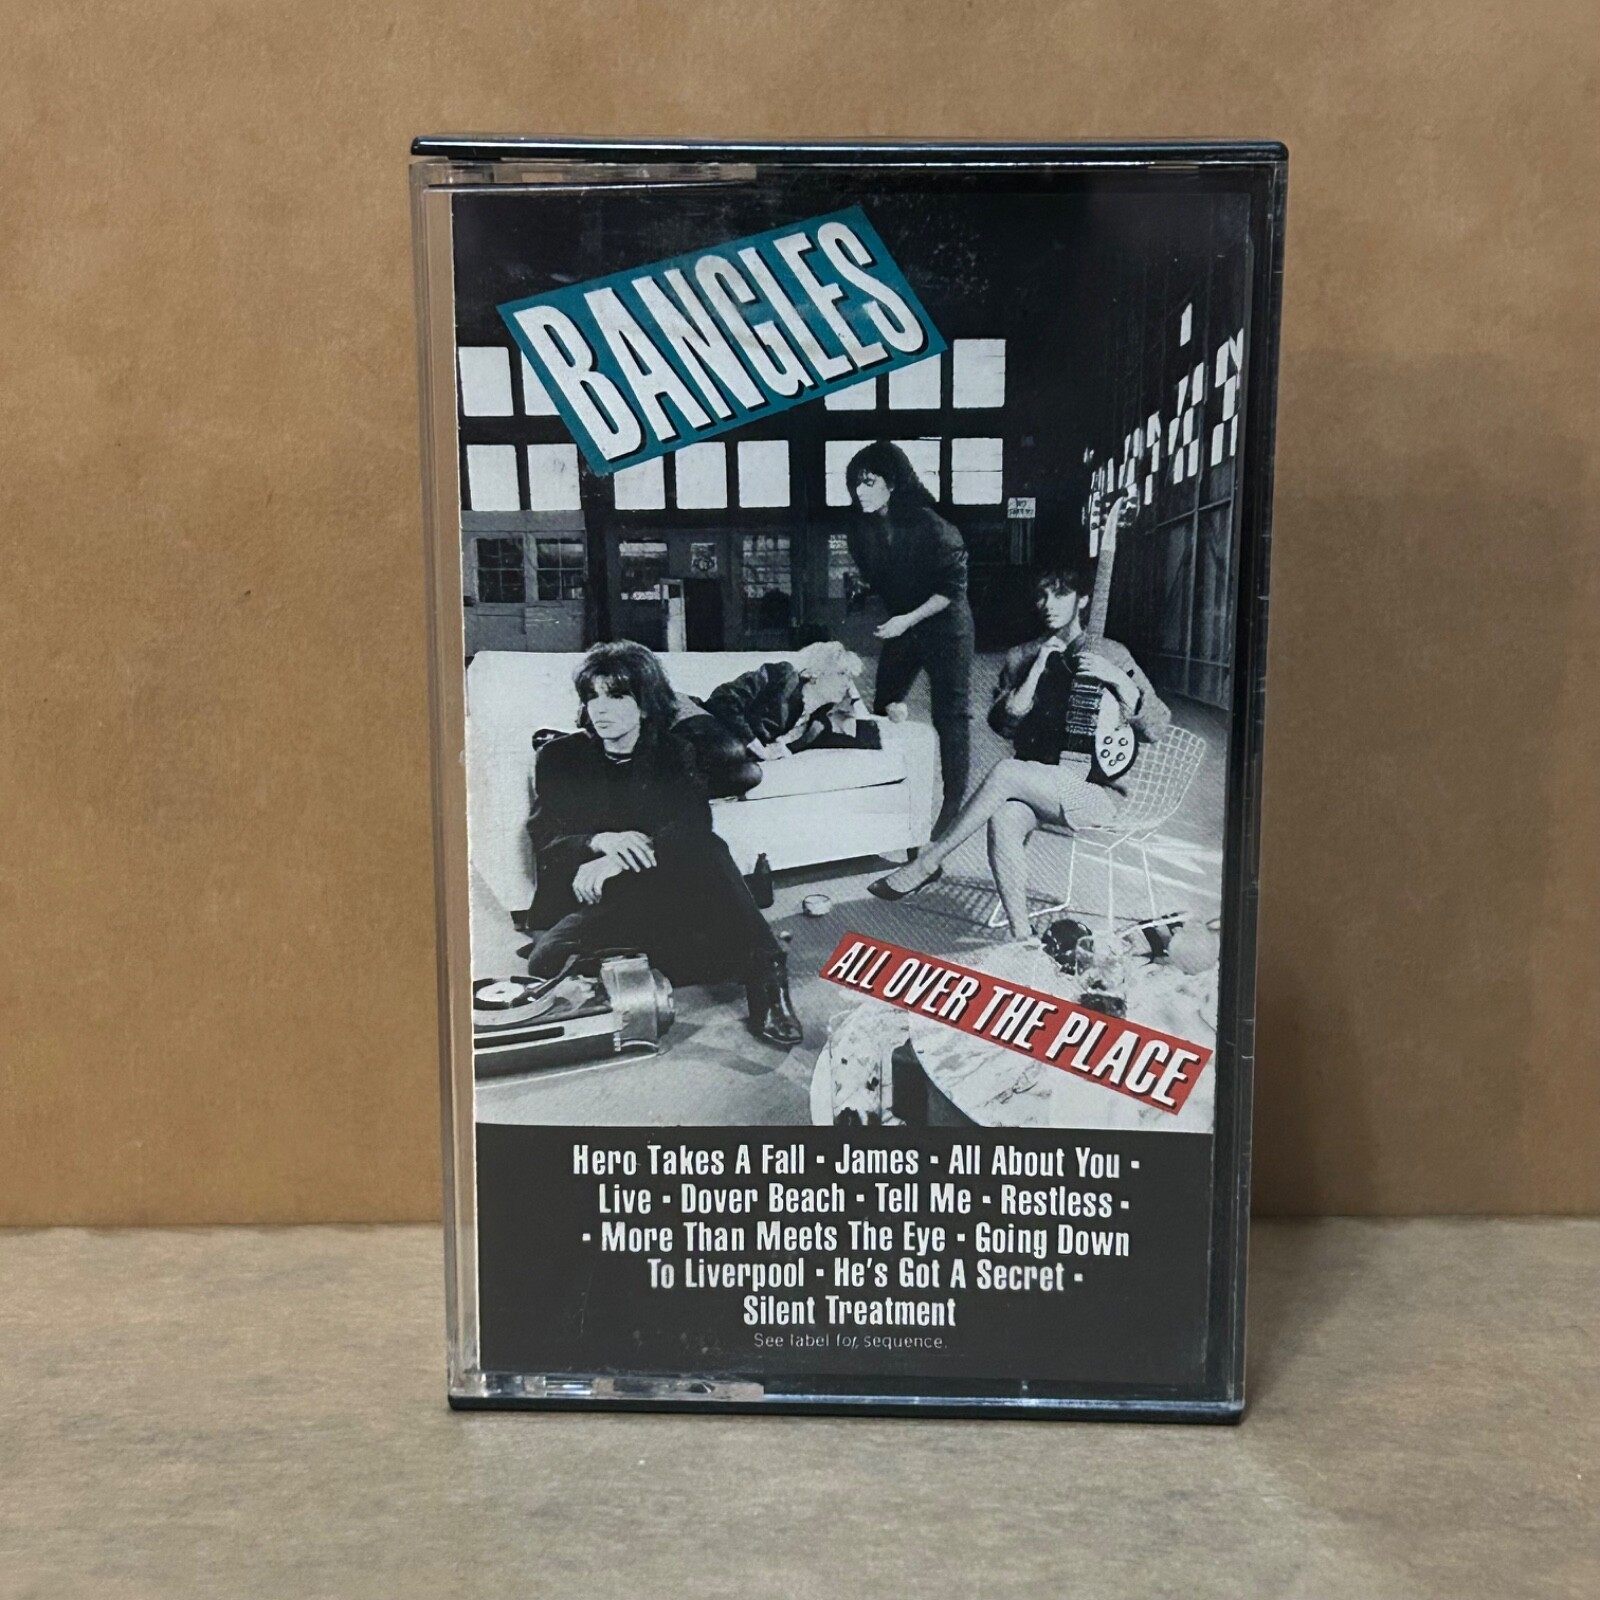 BANGLES
ALL OVER THE PLACE
Hero Takes A Fall ▪ James ▪ All About You ▪
Live ▪ Dover Beach ▪ Tell Me ▪ Restless ▪
▪ More Than Meets The Eye ▪ Going Down
To Liverpool ▪ He's Got A Secret ▪
Silent Treatment
See label for sequence.